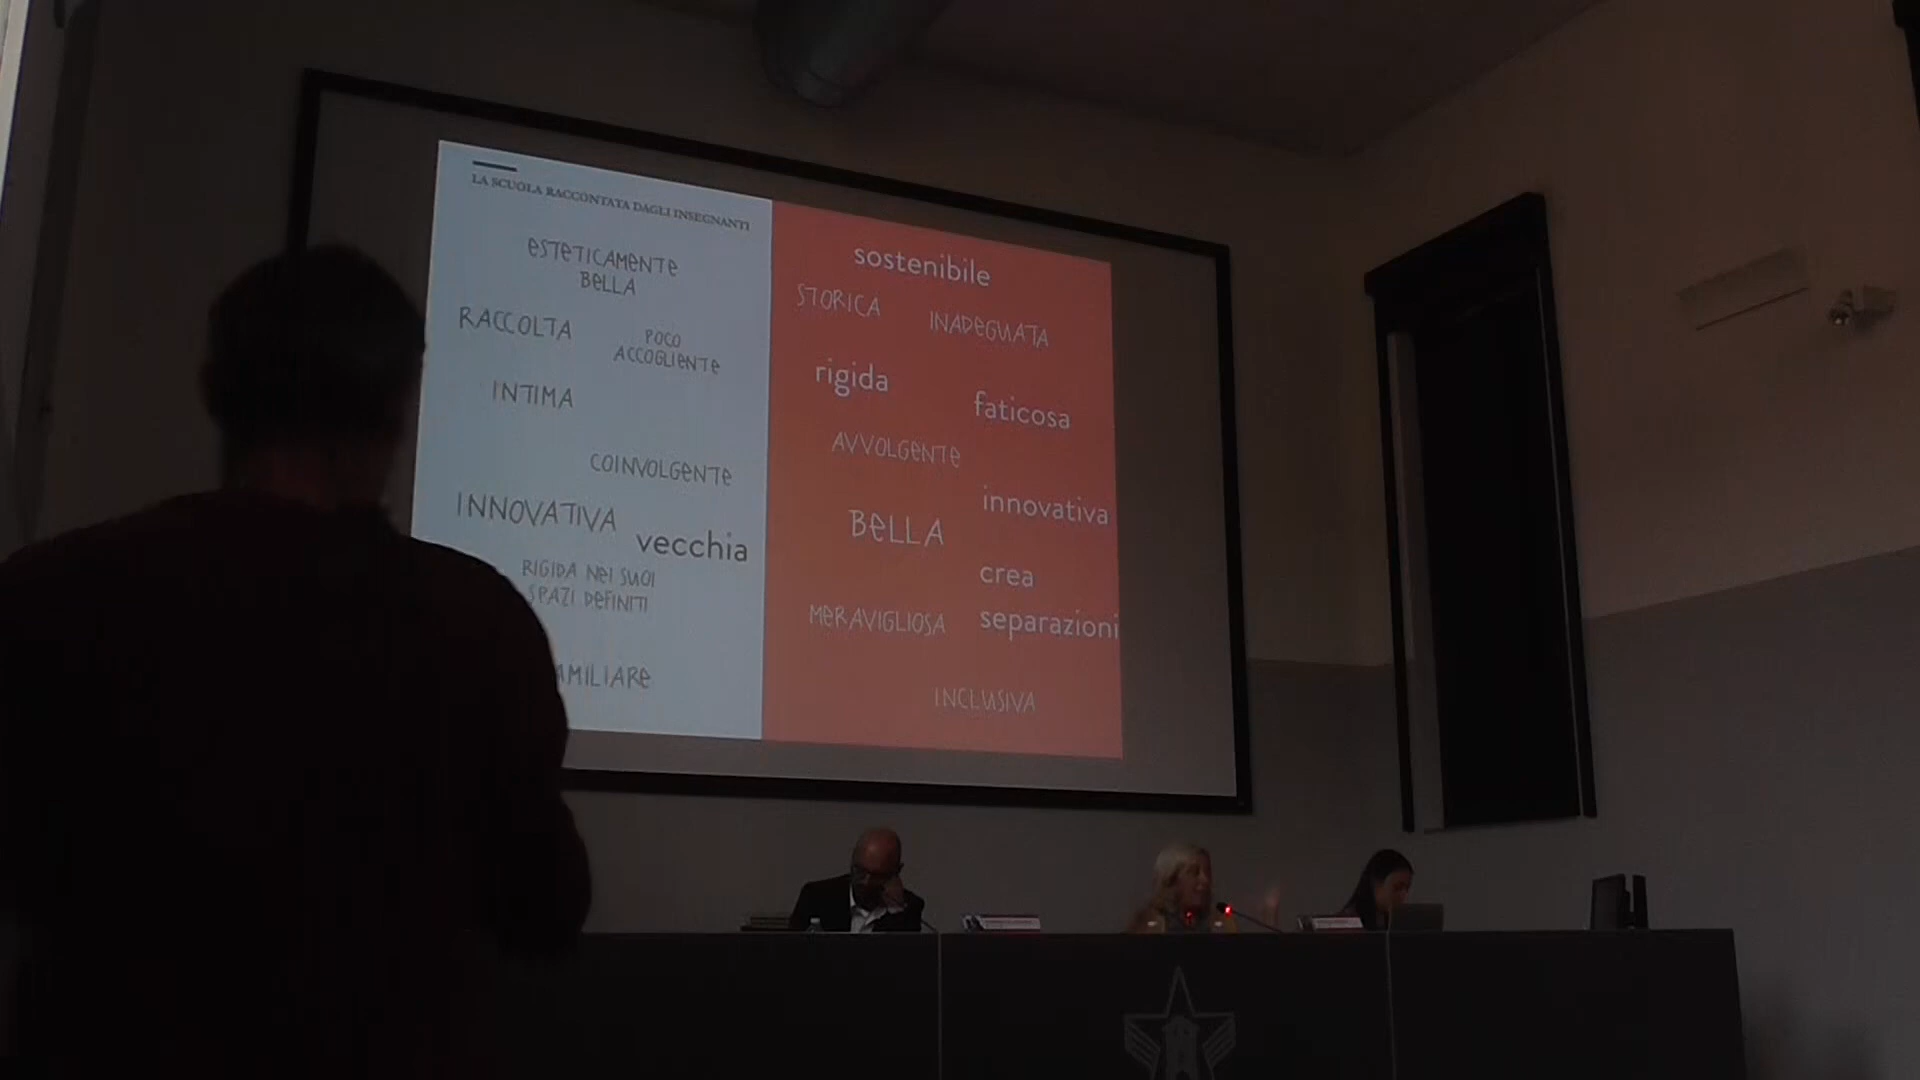 LA SCUOLA RACCONTATA DAGLI INSEGNANTI
ESTETICAMENTE
BELLA
RACCOLTA
POCO
ACCOGLIENTE
INTIMA
COINVOLGENTE
INNOVATIVA
vecchia
RIGIDA NEI SUOI
SPAZI DEFINITI
AMILIARE
sostenibile
STORICA
INADEGUATA
rigida
faticosa
AVVOLGENTE
innovativa
BELLA
crea
separazioni
MERAVIGLIOSA
INCLUSIVA